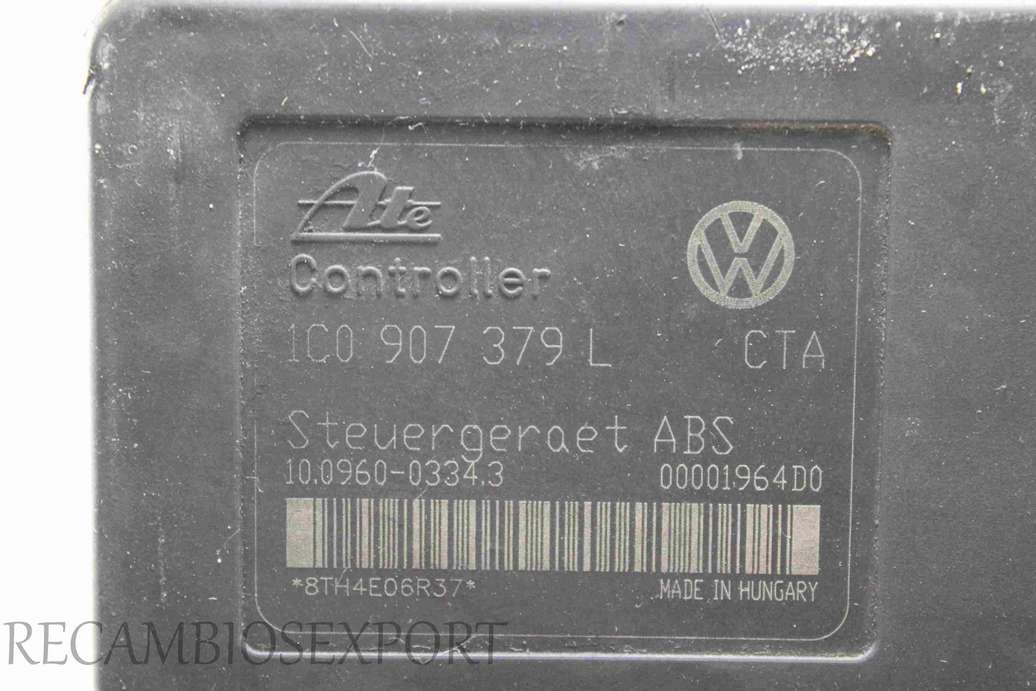 Ate
Controller
1C0 907 379 L CTA
Steuergeraet ABS
10.0960-0334.3 00001964D0
*8TH4E06R37* MADE IN HUNGARY
RECAMBIOSEXPORT